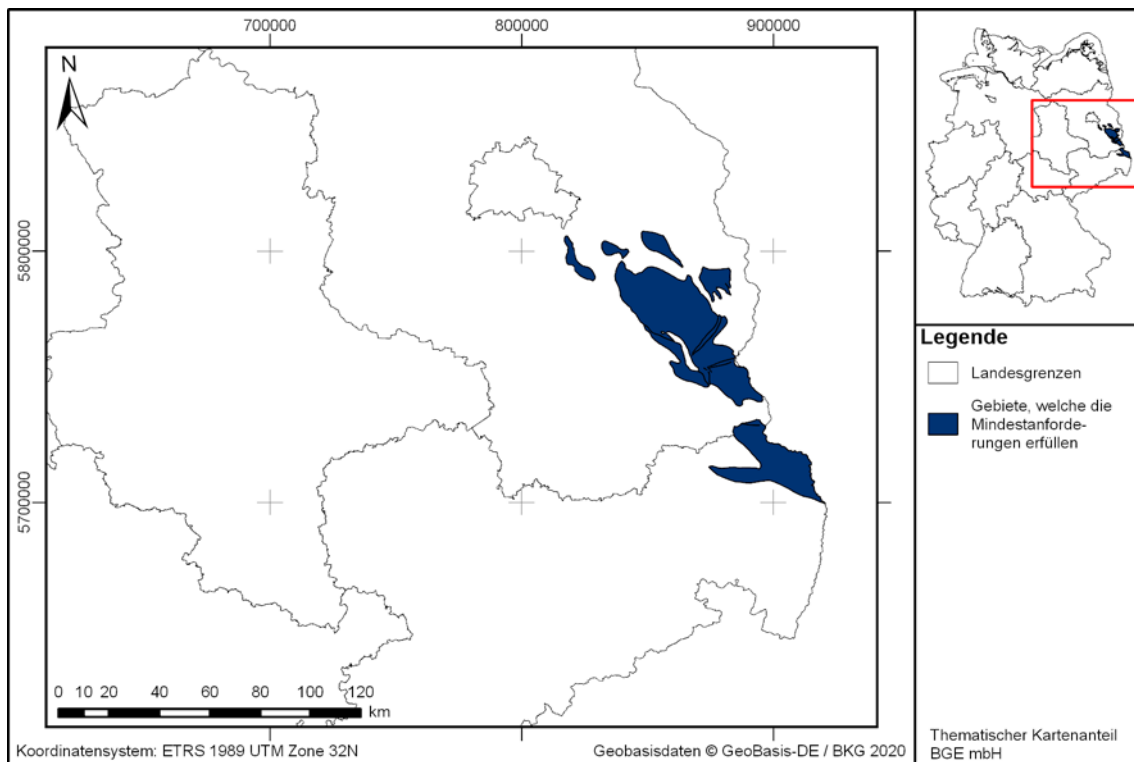 700000
800000
900000
N
5800000
5700000
0 10 20 40 60 80 100 120
km
Koordinatensystem: ETRS 1989 UTM Zone 32N
Geobasisdaten © GeoBasis-DE / BKG 2020
Legende
Landesgrenzen
Gebiete, welche die
Mindestanforde-
rungen erfüllen
Thematischer Kartenanteil
BGE mbH